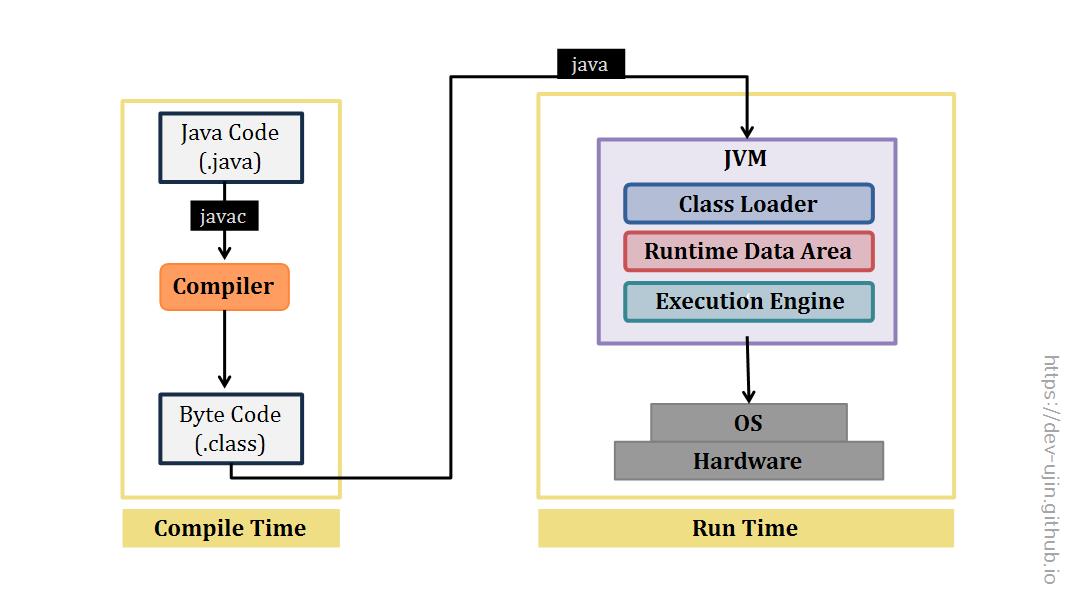 Java Code
(.java)
javac
Compiler
Byte Code
(.class)
Compile Time
java
JVM
Class Loader
Runtime Data Area
Execution Engine
OS
Hardware
Run Time
https://dev-ujin.github.io